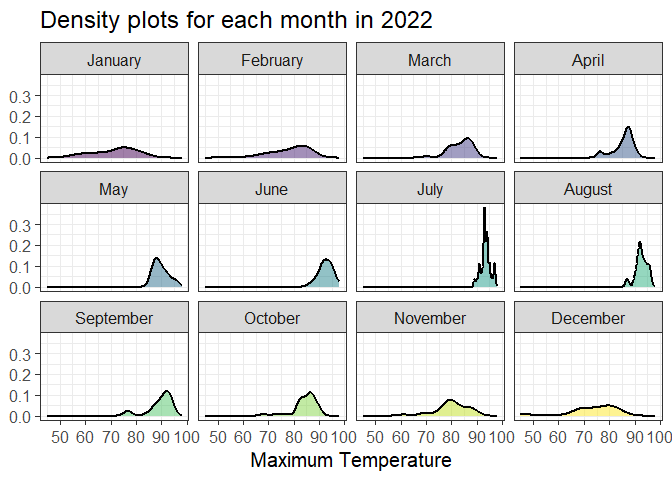 Density plots for each month in 2022
January February March April
0.3
0.2
0.1
0.0
May June July August
0.3
0.2
0.1
0.0
September October November December
0.3
0.2
0.1
0.0
50 60 70 80 90 100 50 60 70 80 90 100 50 60 70 80 90 100 50 60 70 80 90 100
Maximum Temperature